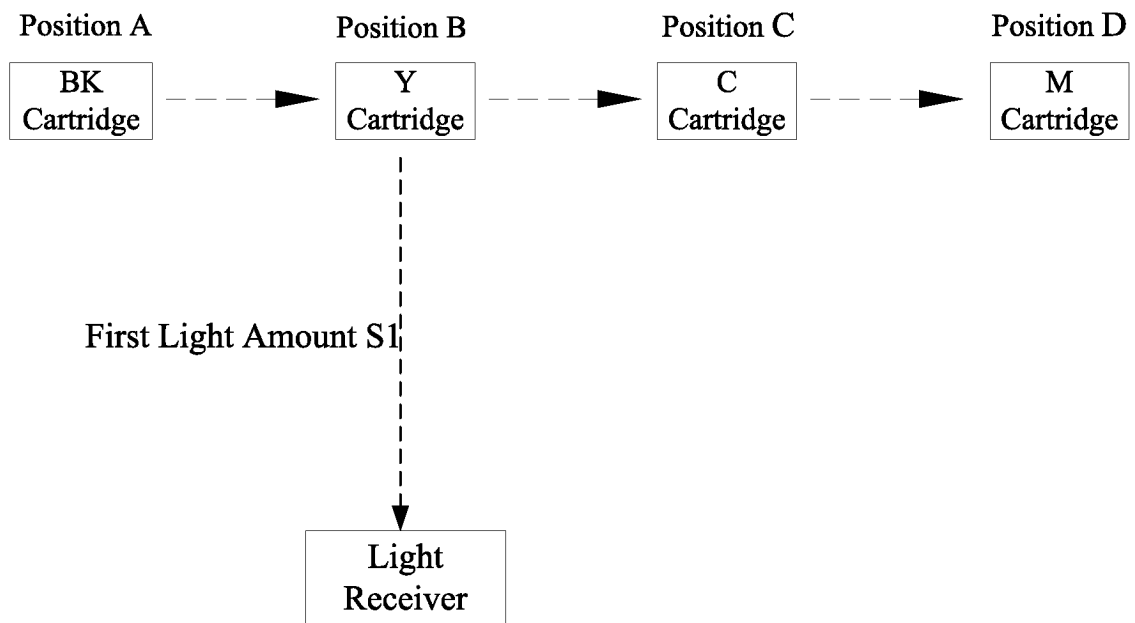 Position A
Position B
Position C
Position D
BK
Cartridge
Y
Cartridge
C
Cartridge
M
Cartridge
First Light Amount S1
Light
Receiver